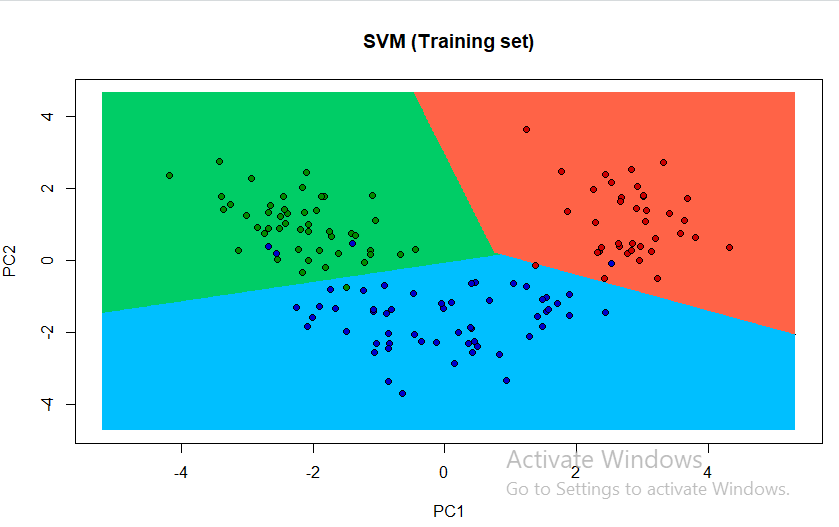 SVM (Training set)
4
2
0
-2
-4
PC2
-4
-2
0
2
4
PC1
Activate Windows
Go to Settings to activate Windows.